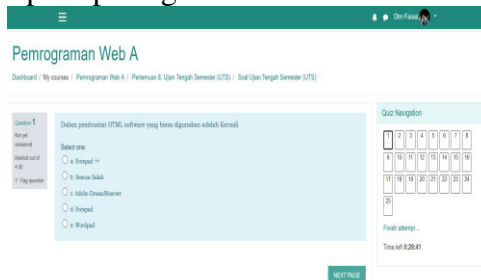 Dtm Faisal
Pemrograman Web A
Dashboard / My courses / Pemrograman Web A / Pertemuan 8. Ujian Tengah Semester (UTS) / Soal Ujian Tengah Semester (UTS)
Question 1
Not yet
answered
Marked out of
4.00
Flag question
Dalam pembuatan HTML software yang biasa digunakan adalah Kecuali
Select one:
a. Notepad ++
b. Semua Salah
c. Adobe DreamWeaver
d. Notepad
e. Wordpad
NEXT PAGE
Quiz Navigation
1 2 3 4 5 6 7 8
9 10 11 12 13 14 15 16
17 18 19 20 21 22 23 24
25
Finish attempt ...
Time left 0:29:41